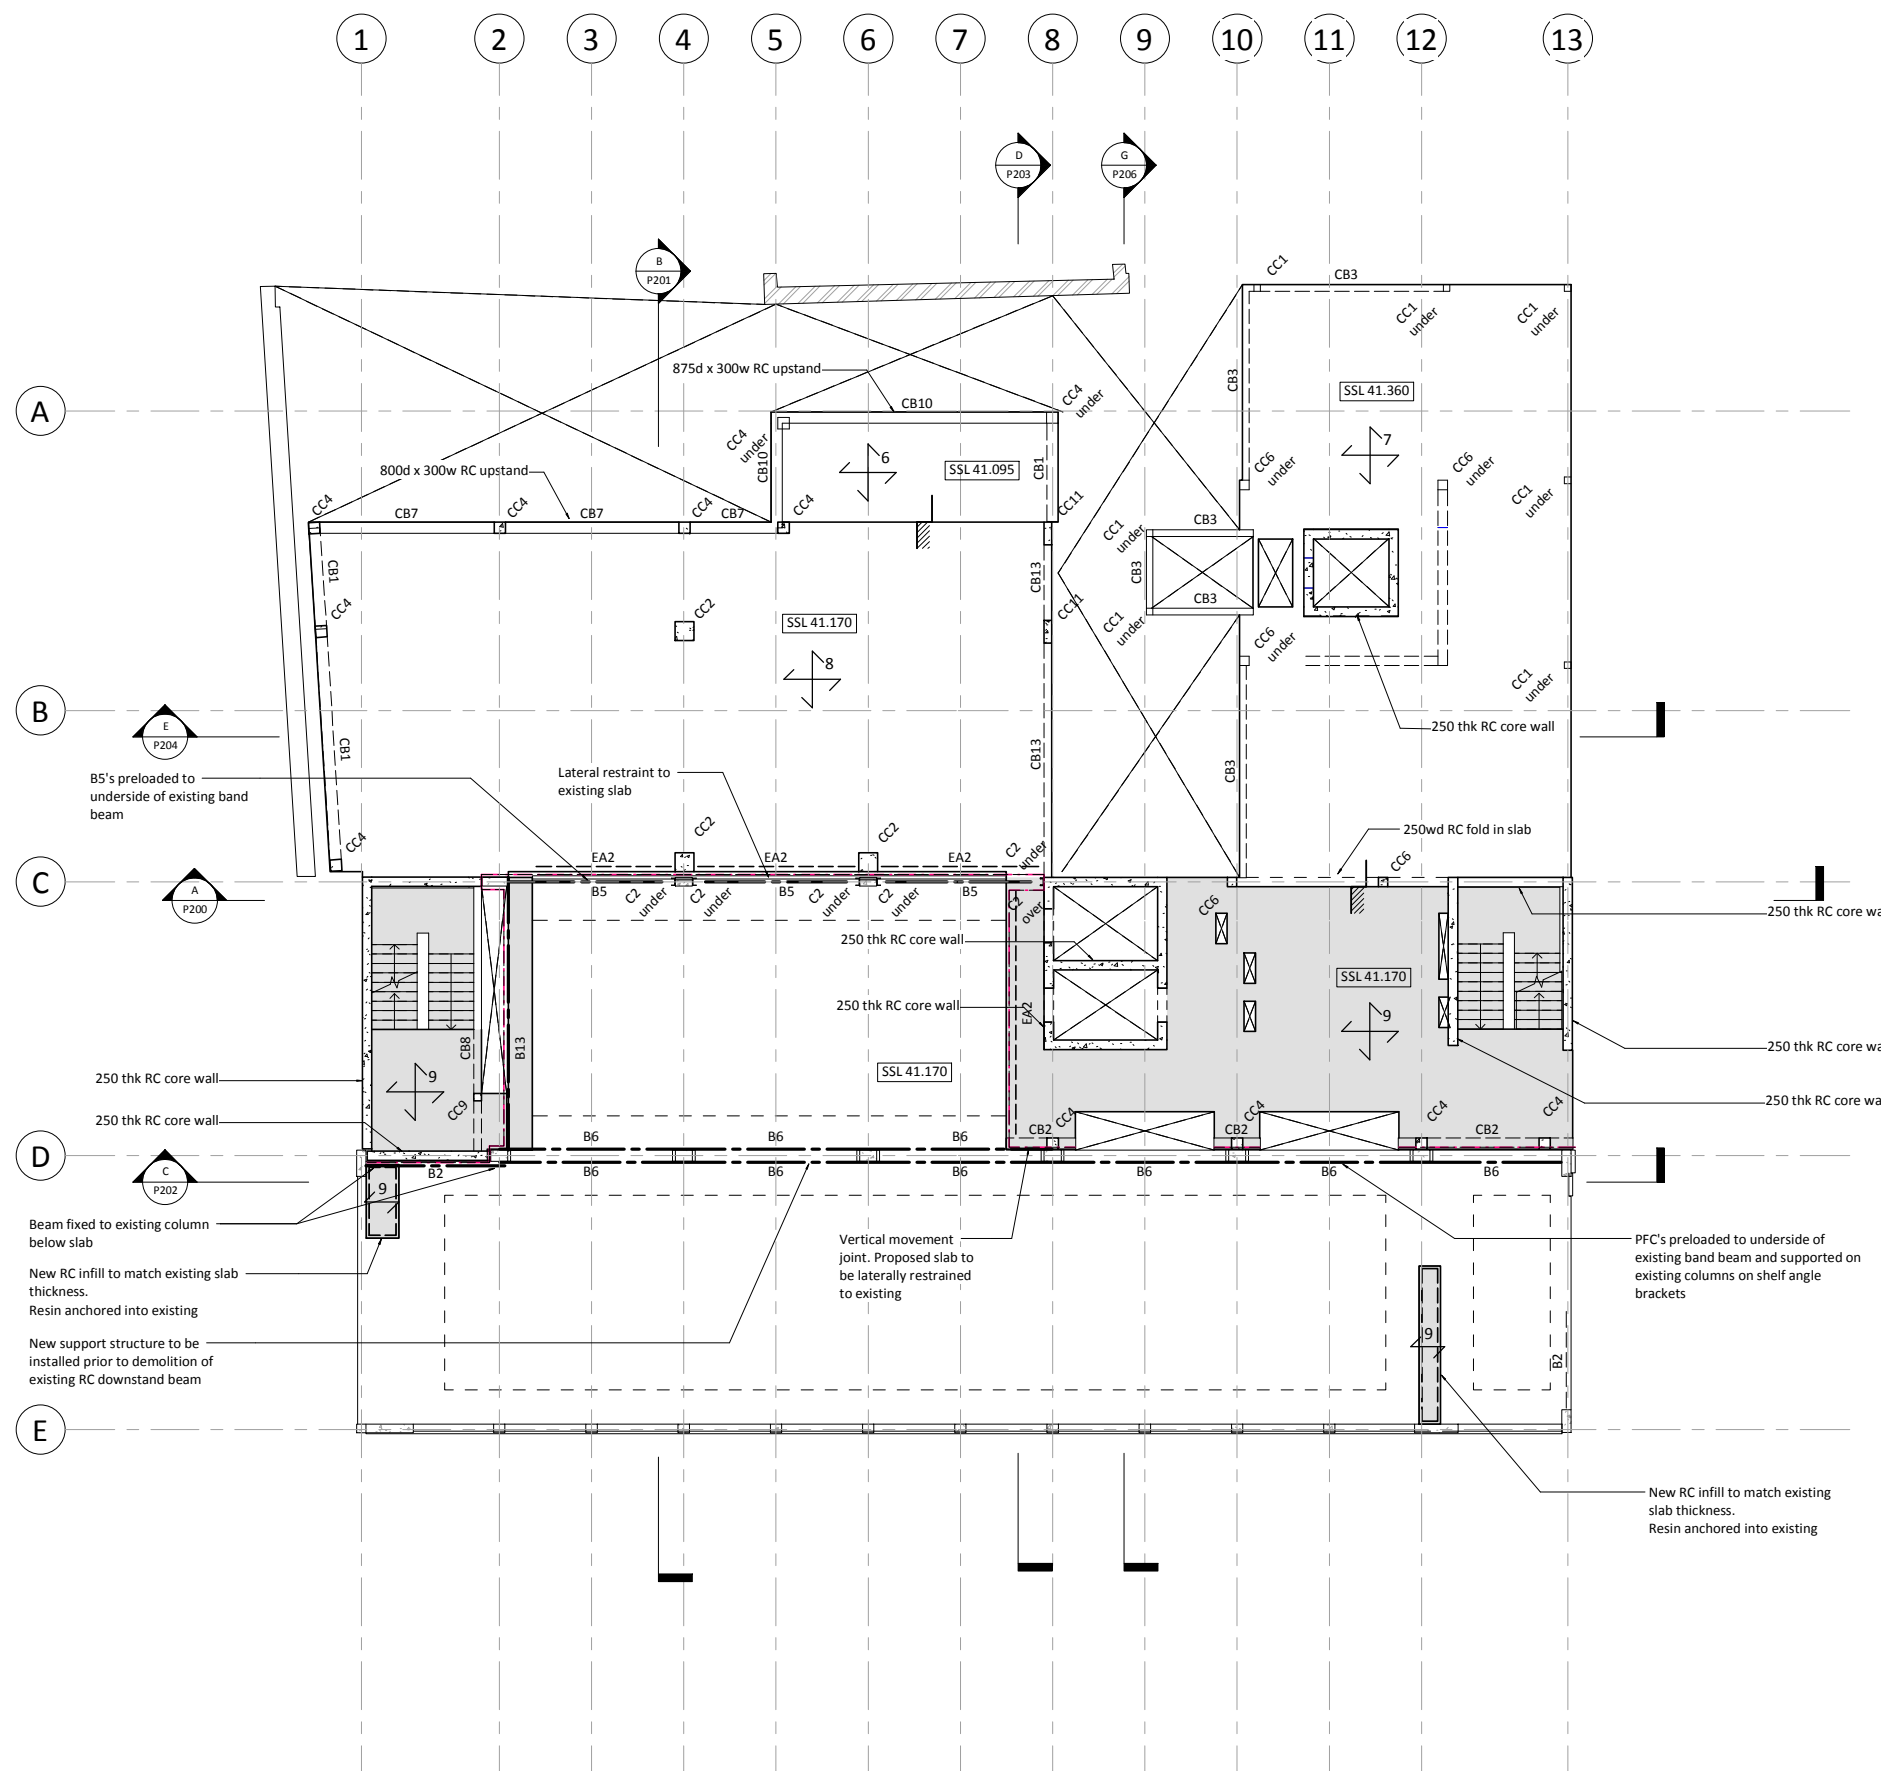 1
2
3
4
5
6
7
8
9
10
11
12
13
D
P203
G
P206
B
P201
CC1
CB3
CC1
under
CC1
under
875d x 300w RC upstand
CB3
SSL 41.360
A
CB10
CC4
under
CC4
under
CB10
6
SSL 41.095
CB1
7
CC6
under
CC6
under
CC1
under
800d x 300w RC upstand
CC4
CB7
CC4
CB7
CC4
CB7
CC4
CC11
CC1
under
CB3
CB1
CB13
CB3
CC4
CC2
SSL 41.170
CC11
CB3
CC1
under
CC6
under
8
CC1
under
B
E
P204
CB1
CB13
CB3
250 thk RC core wall
B5's preloaded to
underside of existing band
beam
Lateral restraint to
existing slab
CC4
CC2
CC2
C2
under
250wd RC fold in slab
CC6
EA2
EA2
EA2
C
A
P200
B5
B5
B5
C2
under
C2
under
C2
under
C2
under
C2
over
CC6
250 thk RC core wa
250 thk RC core wall
SSL 41.170
250 thk RC core wall
EA2
9
CB8
B13
250 thk RC core wa
SSL 41.170
9
250 thk RC core wall
250 thk RC core wa
CC9
250 thk RC core wall
CC4
CC4
CC4
CC4
CB2
CB2
CB2
D
B6
B6
B6
C
P202
B2
B6
B6
B6
B6
B6
B6
9
Beam fixed to existing column
below slab
Vertical movement
joint. Proposed slab to
be laterally restrained
to existing
PFC's preloaded to underside of
existing band beam and supported on
existing columns on shelf angle
brackets
New RC infill to match existing slab
thickness.
Resin anchored into existing
New support structure to be
installed prior to demolition of
existing RC downstand beam
9
B2
E
New RC infill to match existing
slab thickness.
Resin anchored into existing